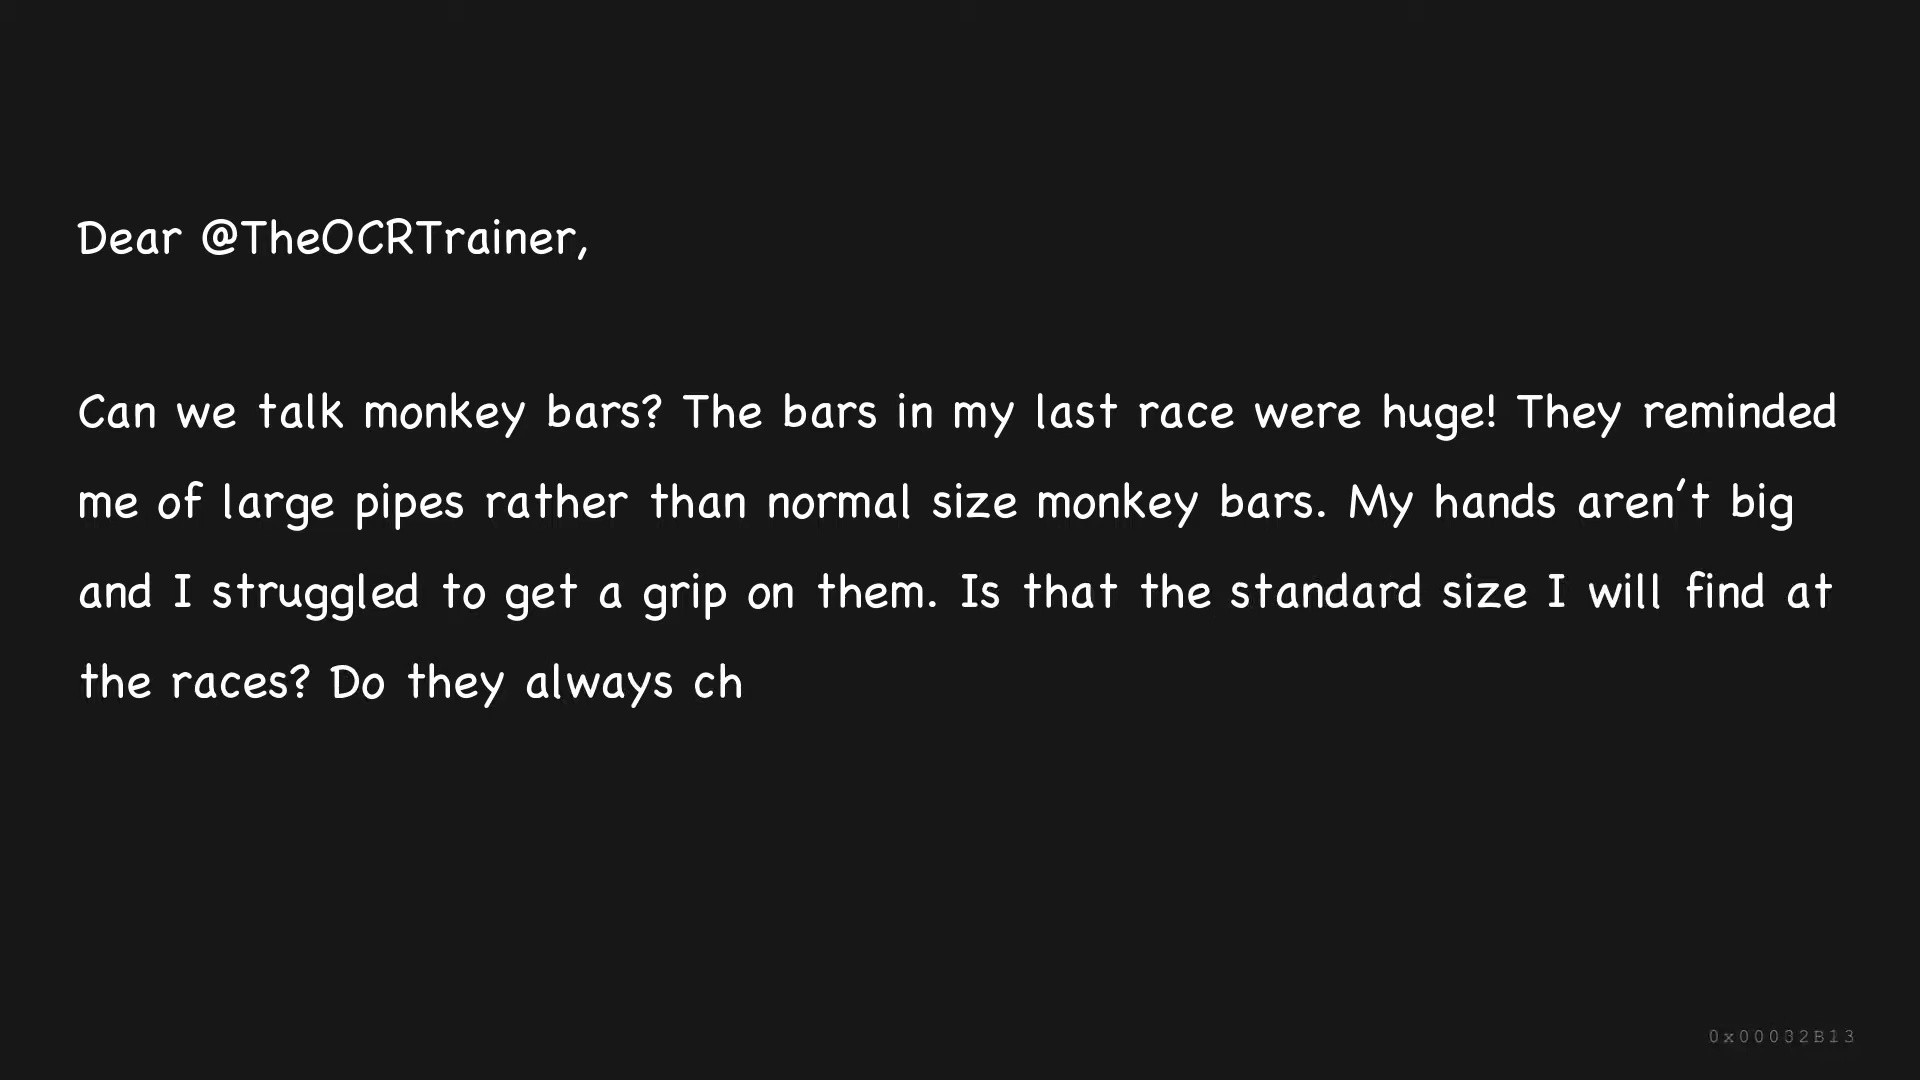 Dear @TheOCRTrainer,
Can we talk monkey bars? The bars in my last race were huge! They reminded
me of large pipes rather than normal size monkey bars. My hands aren't big
and I struggled to get a grip on them. Is that the standard size I will find at
the races? Do they always ch
0x00032B13